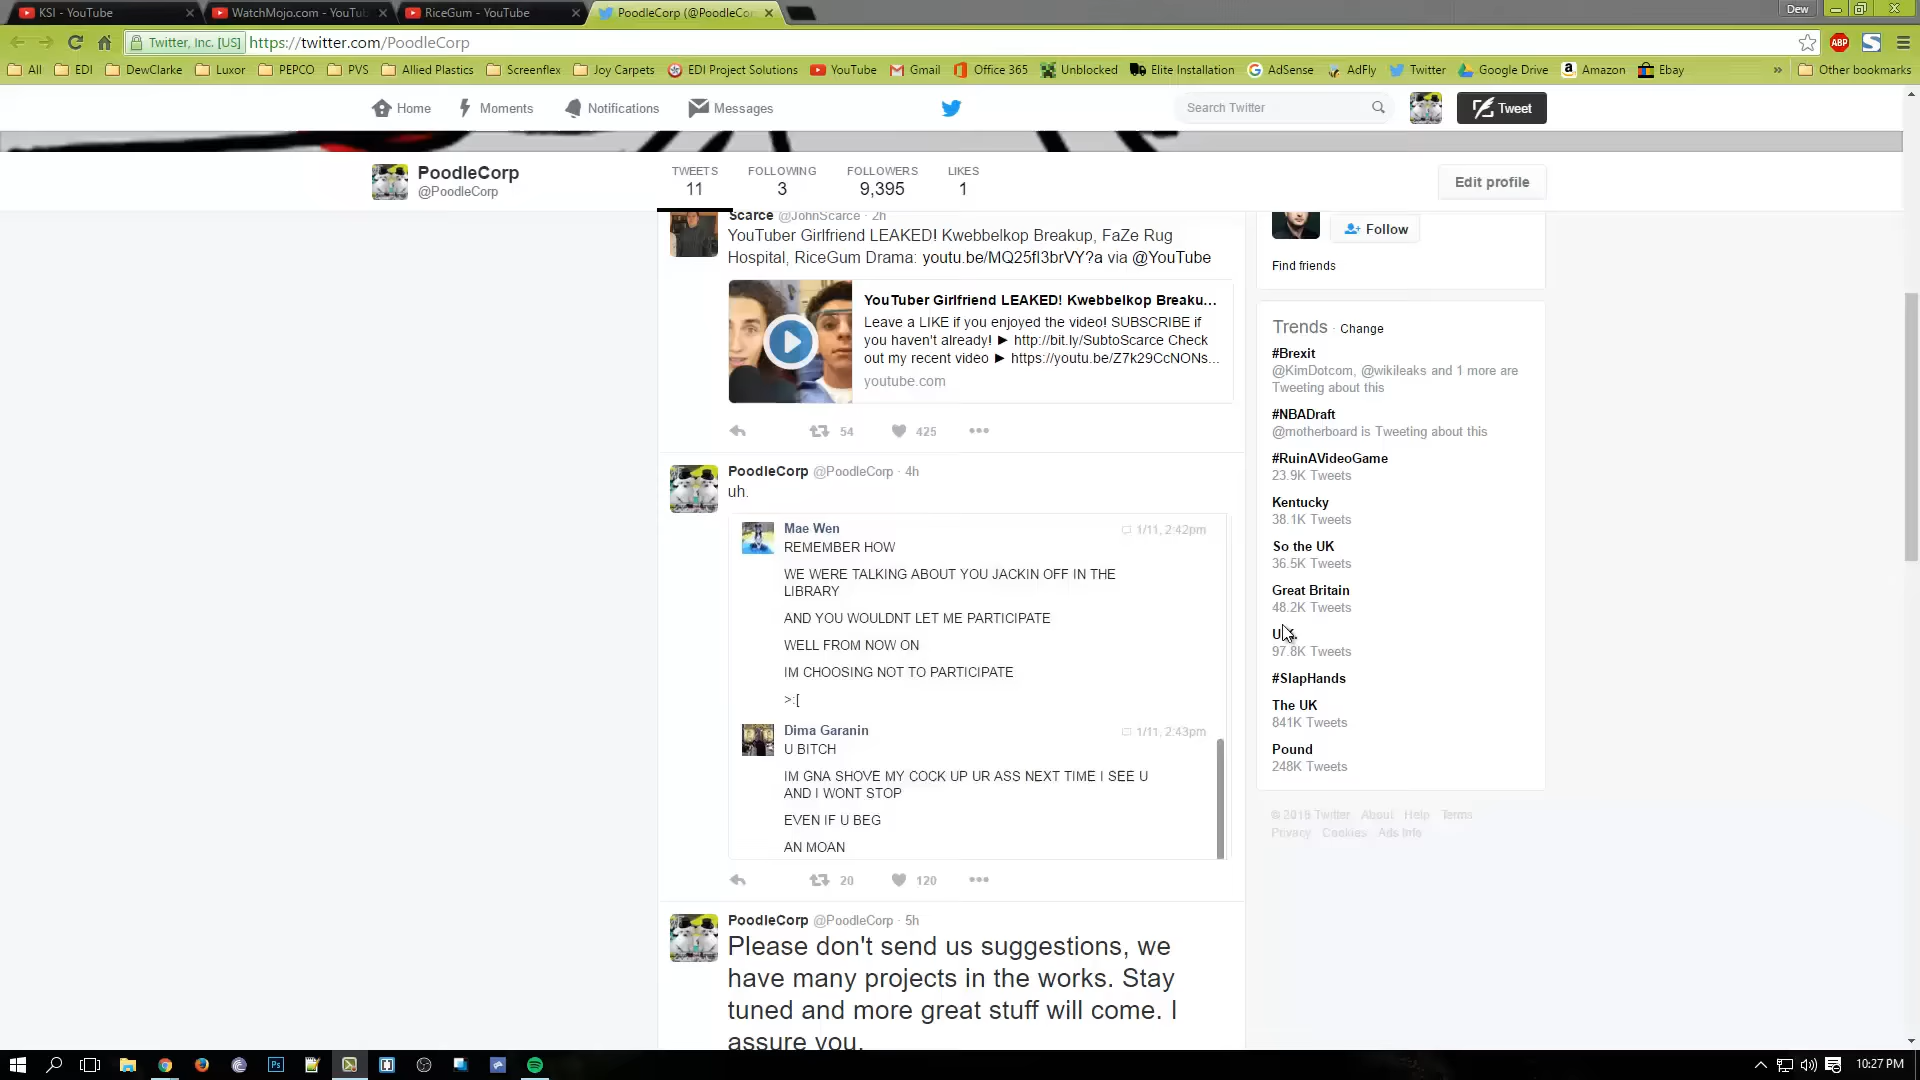 KSI - YouTube
WatchMojo.com - YouTu
RiceGum - YouTube
PoodleCorp (@PoodleCor
Dew
Twitter, Inc. [US]
https://twitter.com/PoodleCorp
ABP
All
EDI
DewClarke
Luxor
PEPCO
PVS
Allied Plastics
Screenflex
Joy Carpets
EDI Project Solutions
YouTube
Gmail
Office 365
Unblocked
Elite Installation
AdSense
AdFly
Twitter
Google Drive
Amazon
Ebay
»
Other bookmarks
Home
Moments
Notifications
Messages
Search Twitter
Tweet
PoodleCorp
@PoodleCorp
TWEETS
11
FOLLOWING
3
FOLLOWERS
9,395
LIKES
1
Edit profile
Scarce @JohnScarce · 2h
YouTuber Girlfriend LEAKED! Kwebbelkop Breakup, FaZe Rug
Hospital, RiceGum Drama: youtu.be/MQ25fI3brVY?a via @YouTube
YouTuber Girlfriend LEAKED! Kwebbelkop Breaku...
Leave a LIKE if you enjoyed the video! SUBSCRIBE if
you haven't already! ► http://bit.ly/SubtoScarce Check
out my recent video ► https://youtu.be/Z7k29CcNONs...
youtube.com
54
425
PoodleCorp @PoodleCorp · 4h
uh.
Mae Wen
1/11, 2:42pm
REMEMBER HOW
WE WERE TALKING ABOUT YOU JACKIN OFF IN THE
LIBRARY
AND YOU WOULDNT LET ME PARTICIPATE
WELL FROM NOW ON
IM CHOOSING NOT TO PARTICIPATE
>:[
Dima Garanin
1/11, 2:43pm
U BITCH
IM GNA SHOVE MY COCK UP UR ASS NEXT TIME I SEE U
AND I WONT STOP
EVEN IF U BEG
AN MOAN
20
120
PoodleCorp @PoodleCorp · 5h
Please don't send us suggestions, we
have many projects in the works. Stay
tuned and more great stuff will come. I
assure you.
Follow
Find friends
Trends · Change
#Brexit
@KimDotcom, @wikileaks and 1 more are
Tweeting about this
#NBADraft
@motherboard is Tweeting about this
#RuinAVideoGame
23.9K Tweets
Kentucky
38.1K Tweets
So the UK
36.5K Tweets
Great Britain
48.2K Tweets
97.8K Tweets
#SlapHands
The UK
841K Tweets
Pound
248K Tweets
© 2016 Twitter About Help Terms
Privacy Cookies Ads info
10:27 PM